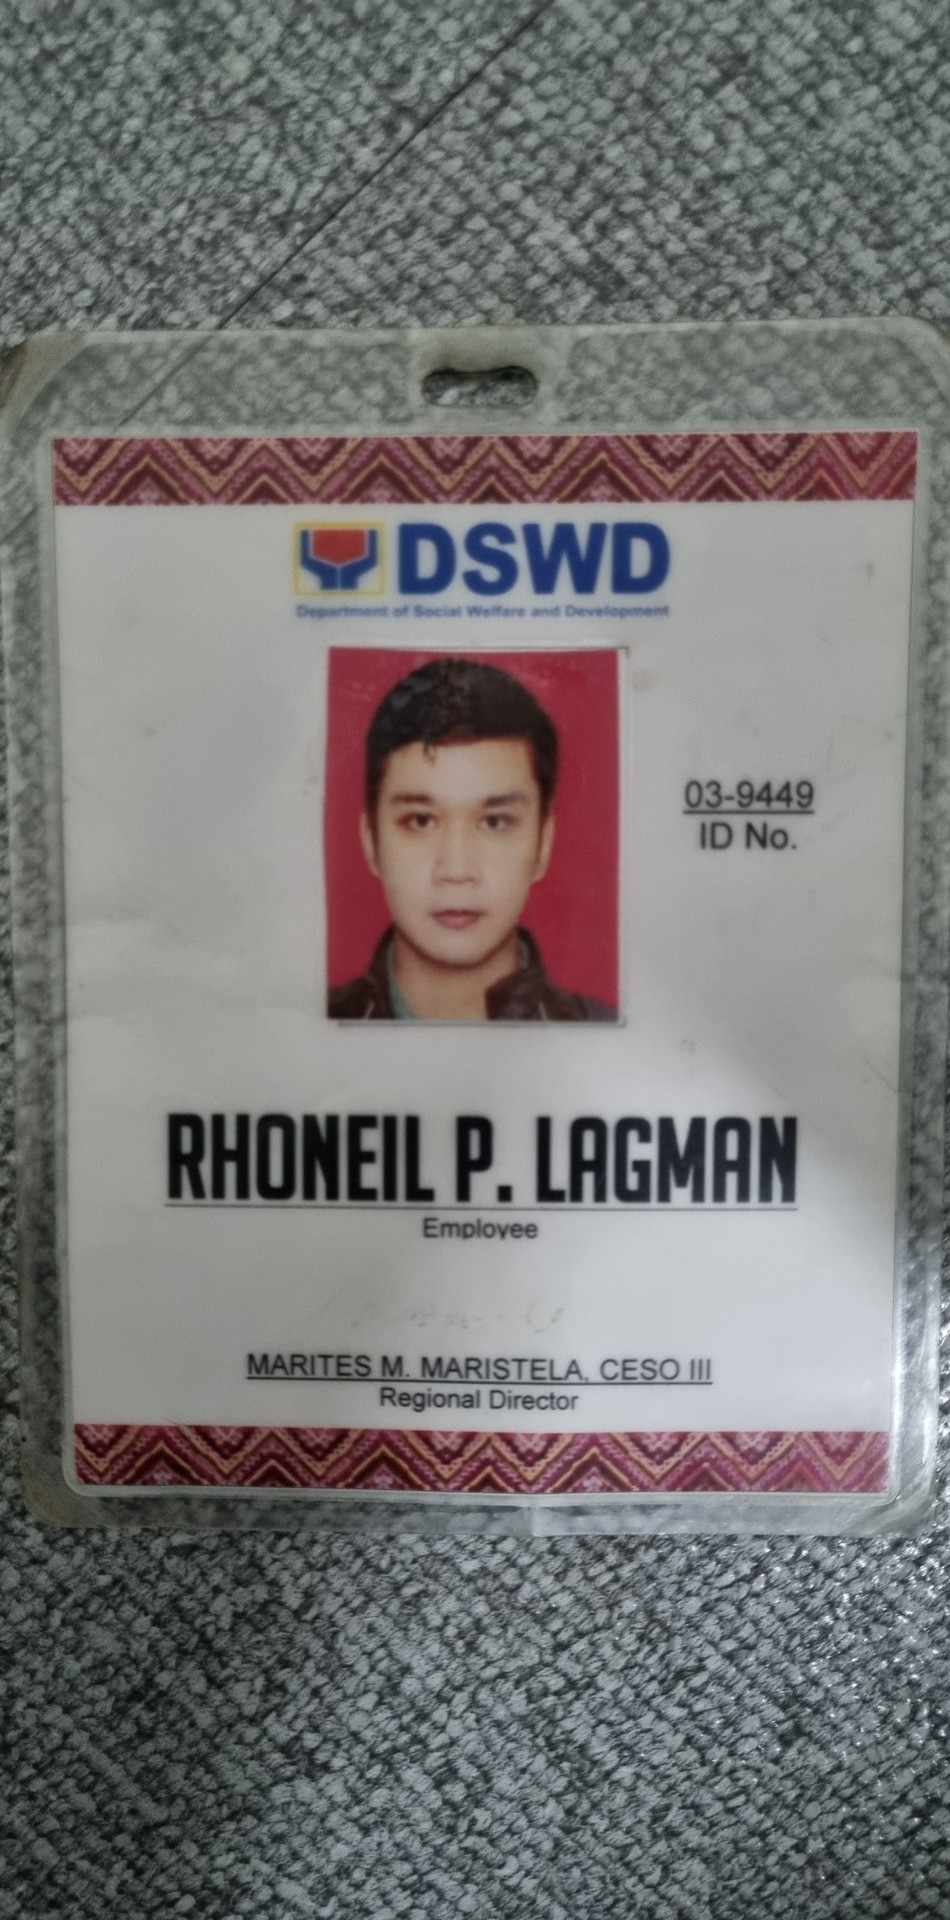 DSWD
Department of Social Welfare and Development
03-9449
ID No.
RHONEIL P. LAGMAN
Employee
MARITES M. MARISTELA, CESO III
Regional Director